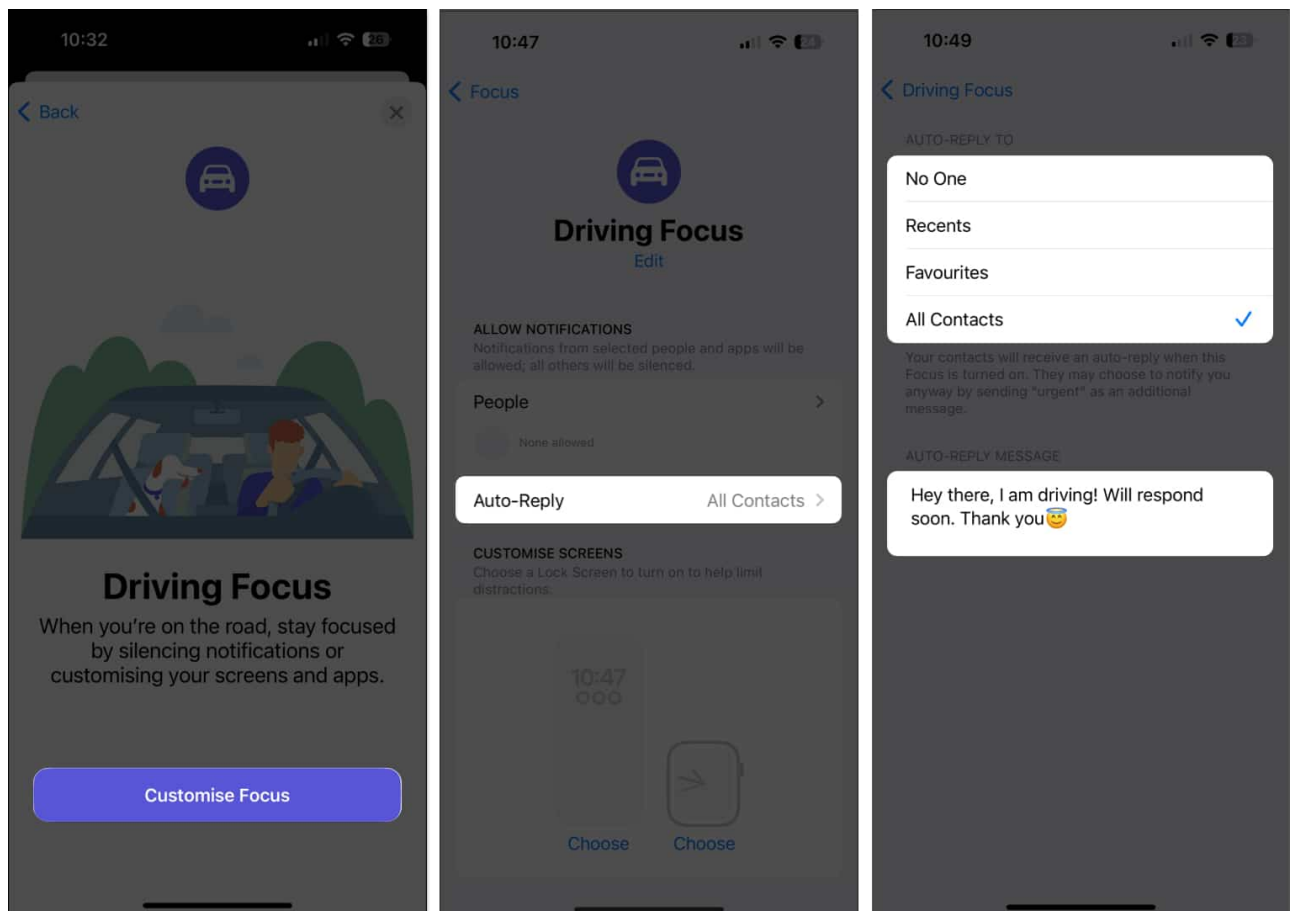 10:32
26
Back
Driving Focus
When you're on the road, stay focused
by silencing notifications or
customising your screens and apps.
Customise Focus
10:47
24
Focus
Driving Focus
Edit
ALLOW NOTIFICATIONS
Notifications from selected people and apps will be
allowed; all others will be silenced.
People
None allowed
Auto-Reply All Contacts
CUSTOMISE SCREENS
Choose a Lock Screen to turn on to help limit
distractions.
10:47
Choose Choose
10:49
23
Driving Focus
AUTO-REPLY TO
No One
Recents
Favourites
All Contacts
Your contacts will receive an auto-reply when this
Focus is turned on. They may choose to notify you
anyway by sending "urgent" as an additional
message.
AUTO-REPLY MESSAGE
Hey there, I am driving! Will respond
soon. Thank you😇